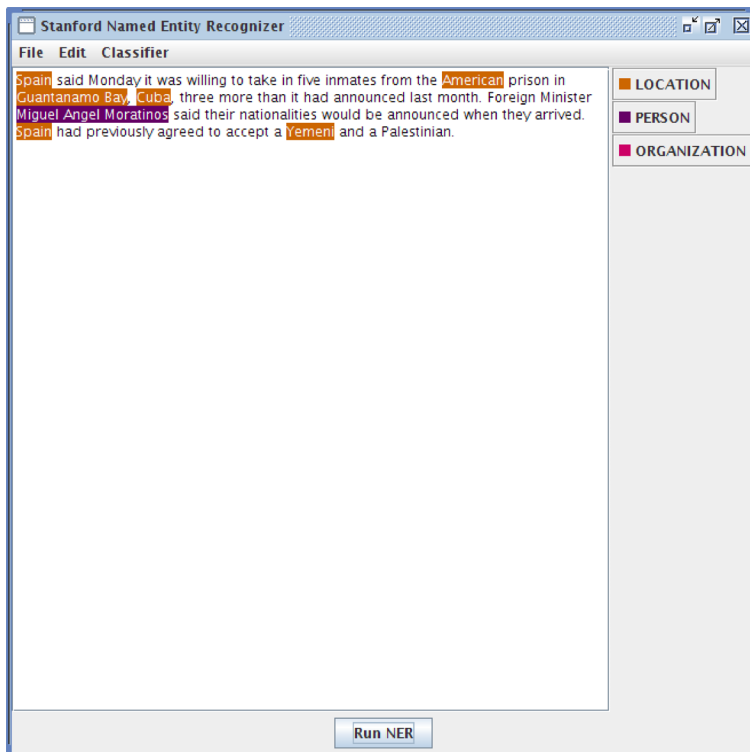 Stanford Named Entity Recognizer
File Edit Classifier
Spain said Monday it was willing to take in five inmates from the American prison in
Guantanamo Bay, Cuba, three more than it had announced last month. Foreign Minister
Miguel Angel Moratinos said their nationalities would be announced when they arrived.
Spain had previously agreed to accept a Yemeni and a Palestinian.
LOCATION
PERSON
ORGANIZATION
Run NER